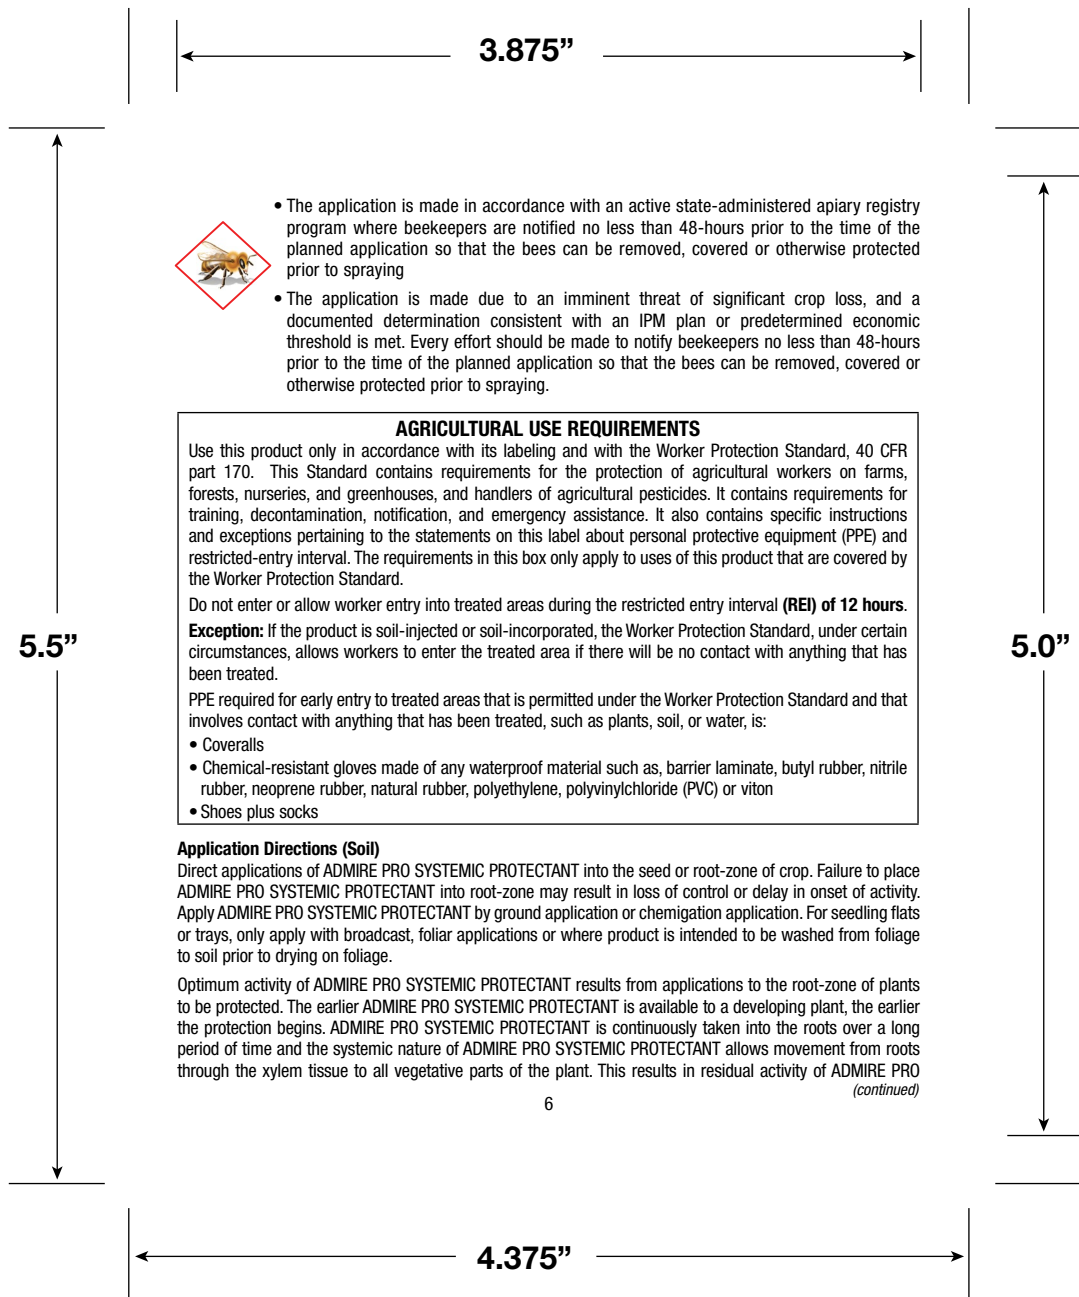 3.875”
• The application is made in accordance with an active state-administered apiary registry
program where beekeepers are notified no less than 48-hours prior to the time of the
planned application so that the bees can be removed, covered or otherwise protected
prior to spraying
• The application is made due to an imminent threat of significant crop loss, and a
documented determination consistent with an IPM plan or predetermined economic
threshold is met. Every effort should be made to notify beekeepers no less than 48-hours
prior to the time of the planned application so that the bees can be removed, covered or
otherwise protected prior to spraying.
AGRICULTURAL USE REQUIREMENTS
Use this product only in accordance with its labeling and with the Worker Protection Standard, 40 CFR
part 170. This Standard contains requirements for the protection of agricultural workers on farms,
forests, nurseries, and greenhouses, and handlers of agricultural pesticides. It contains requirements for
training, decontamination, notification, and emergency assistance. It also contains specific instructions
and exceptions pertaining to the statements on this label about personal protective equipment (PPE) and
restricted-entry interval. The requirements in this box only apply to uses of this product that are covered by
the Worker Protection Standard.
Do not enter or allow worker entry into treated areas during the restricted entry interval (REI) of 12 hours.
Exception: If the product is soil-injected or soil-incorporated, the Worker Protection Standard, under certain
circumstances, allows workers to enter the treated area if there will be no contact with anything that has
been treated.
PPE required for early entry to treated areas that is permitted under the Worker Protection Standard and that
involves contact with anything that has been treated, such as plants, soil, or water, is:
• Coveralls
• Chemical-resistant gloves made of any waterproof material such as, barrier laminate, butyl rubber, nitrile
rubber, neoprene rubber, natural rubber, polyethylene, polyvinylchloride (PVC) or viton
• Shoes plus socks
5.5”
5.0”
Application Directions (Soil)
Direct applications of ADMIRE PRO SYSTEMIC PROTECTANT into the seed or root-zone of crop. Failure to place
ADMIRE PRO SYSTEMIC PROTECTANT into root-zone may result in loss of control or delay in onset of activity.
Apply ADMIRE PRO SYSTEMIC PROTECTANT by ground application or chemigation application. For seedling flats
or trays, only apply with broadcast, foliar applications or where product is intended to be washed from foliage
to soil prior to drying on foliage.
Optimum activity of ADMIRE PRO SYSTEMIC PROTECTANT results from applications to the root-zone of plants
to be protected. The earlier ADMIRE PRO SYSTEMIC PROTECTANT is available to a developing plant, the earlier
the protection begins. ADMIRE PRO SYSTEMIC PROTECTANT is continuously taken into the roots over a long
period of time and the systemic nature of ADMIRE PRO SYSTEMIC PROTECTANT allows movement from roots
through the xylem tissue to all vegetative parts of the plant. This results in residual activity of ADMIRE PRO
(continued)
6
4.375”